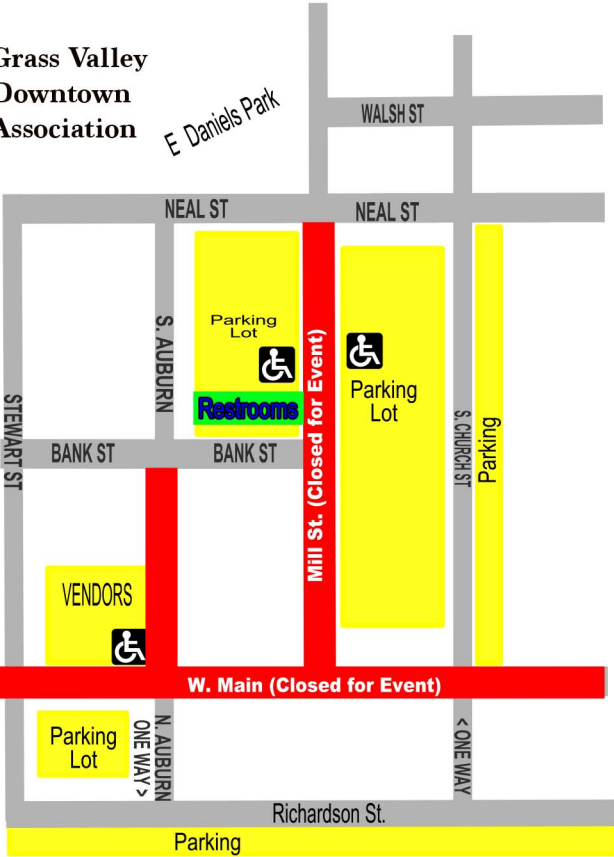 Grass Valley
Downtown
Association
E Daniels Park
WALSH ST
NEAL ST
NEAL ST
S. AUBURN
Parking
Lot
Restrooms
Mill St. (Closed for Event)
Parking
Lot
S. CHURCH ST
Parking
STEWART ST
BANK ST
BANK ST
VENDORS
W. Main (Closed for Event)
Parking
Lot
ONE WAY >
N. AUBURN
< ONE WAY
Richardson St.
Parking